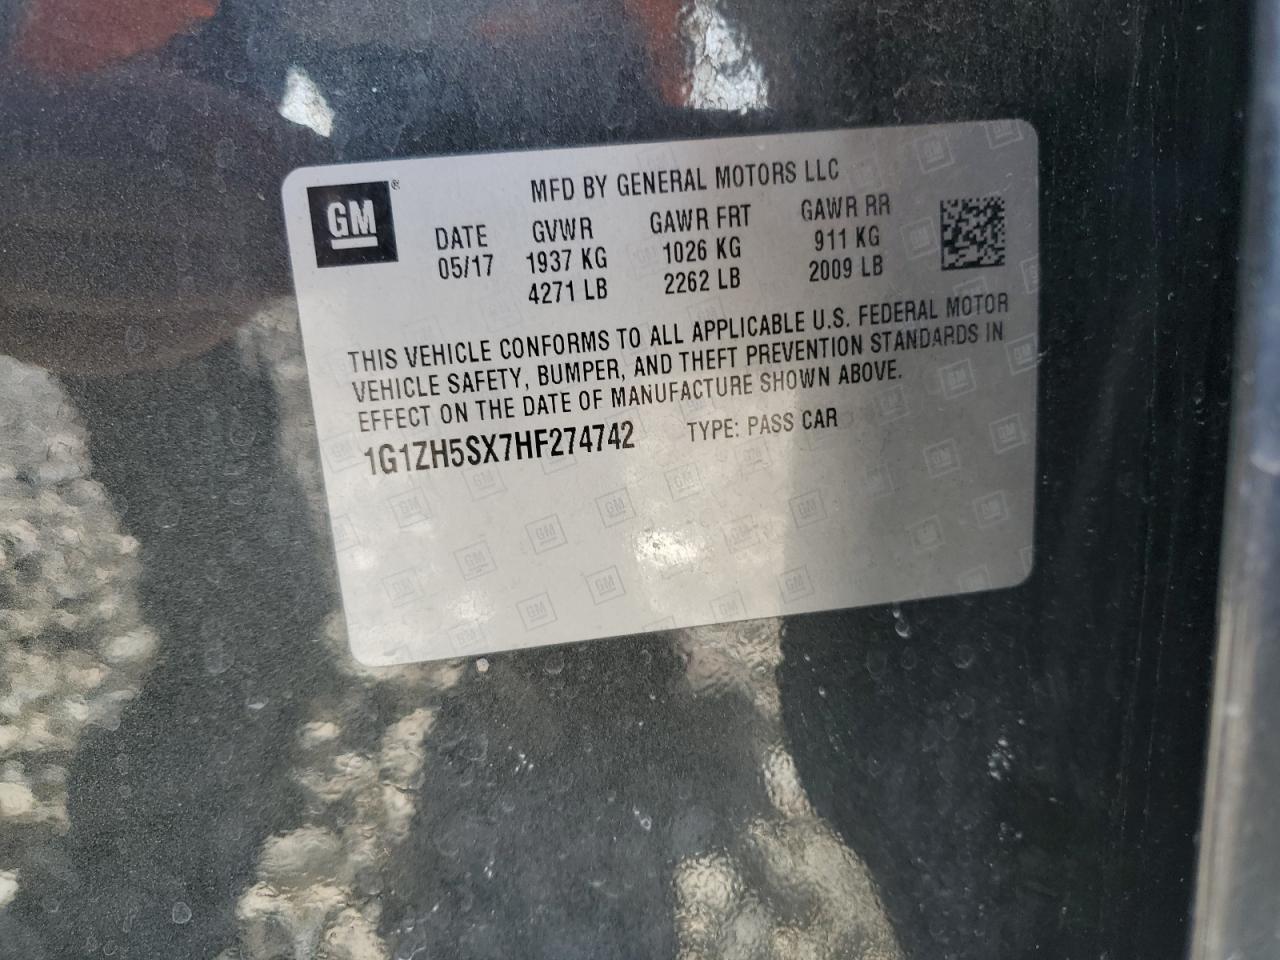 GM®
MFD BY GENERAL MOTORS LLC
DATE GVWR GAWR FRT GAWR RR
05/17 1937 KG 1026 KG 911 KG
4271 LB 2262 LB 2009 LB
THIS VEHICLE CONFORMS TO ALL APPLICABLE U.S. FEDERAL MOTOR
VEHICLE SAFETY, BUMPER, AND THEFT PREVENTION STANDARDS IN
EFFECT ON THE DATE OF MANUFACTURE SHOWN ABOVE.
1G1ZH5SX7HF274742 TYPE: PASS CAR